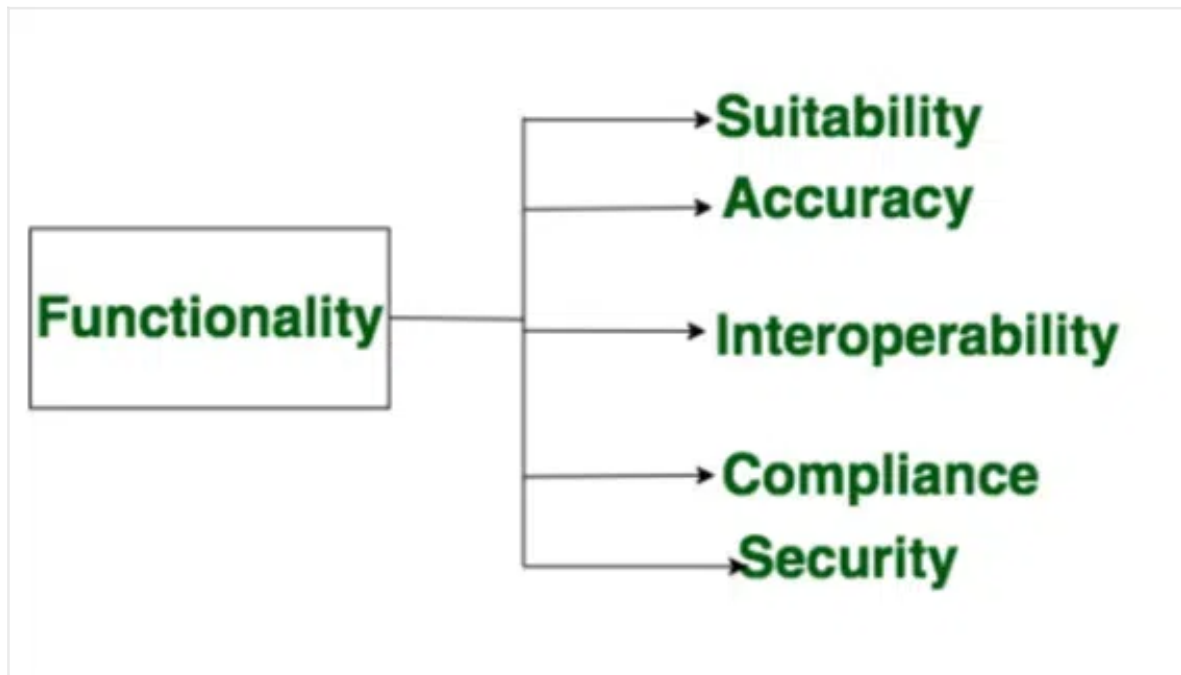 Suitability
Accuracy
Functionality
Interoperability
Compliance
Security